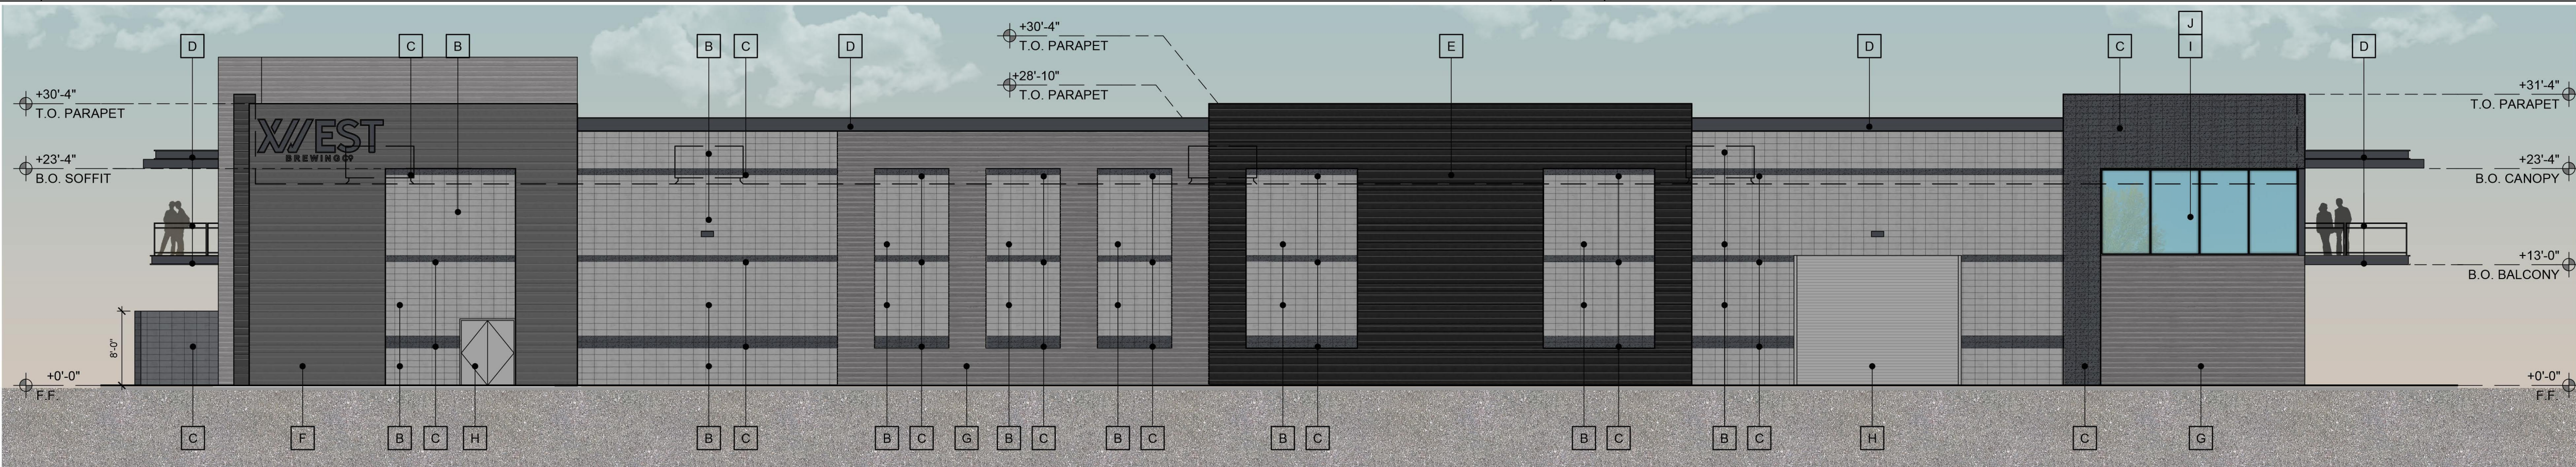 J
D
C
B
B
C
D
E
D
C
I
D
+30'-4"
T.O. PARAPET
+28'-10"
T.O. PARAPET
+30'-4"
T.O. PARAPET
+31'-4"
T.O. PARAPET
WEST
BREWING CO
+23'-4"
B.O. SOFFIT
+23'-4"
B.O. CANOPY
+13'-0"
B.O. BALCONY
8'-0"
+0'-0"
F.F.
+0'-0"
F.F.
C
F
B
C
H
B
C
B
C
G
B
C
B
C
B
C
B
C
B
C
H
C
G